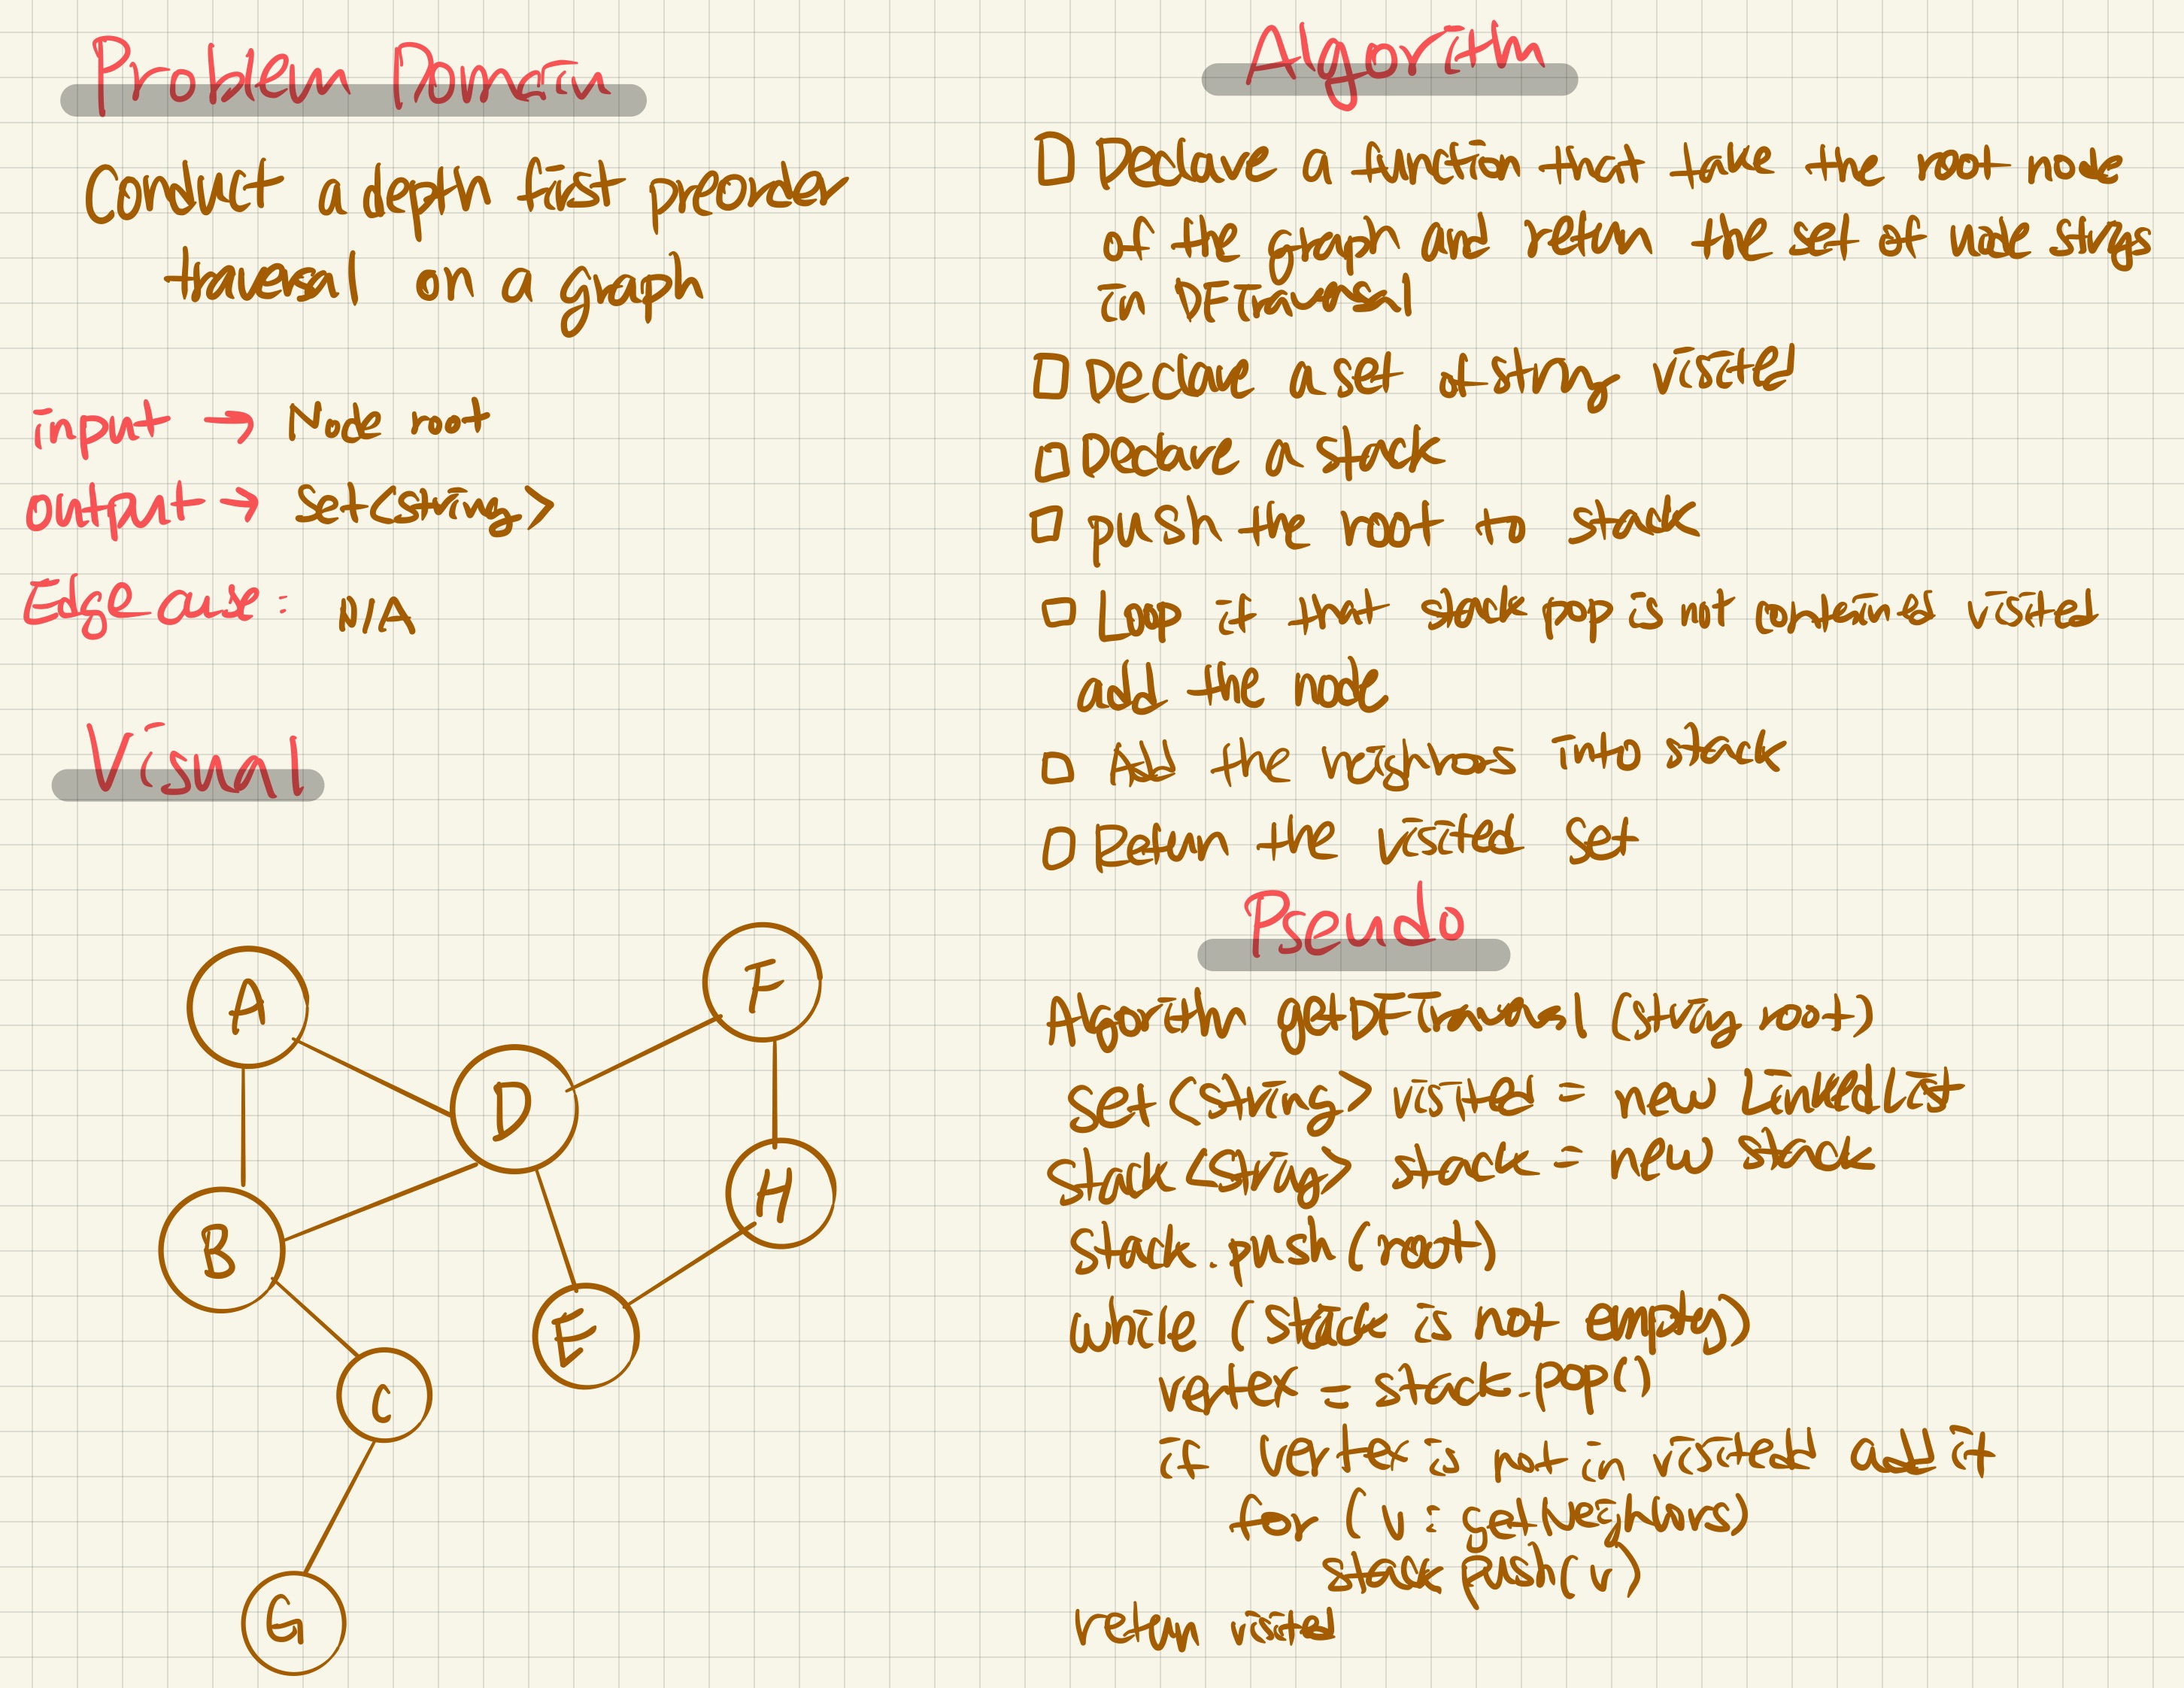 Problem Domain
Conduct a depth first preorder
traversal on a graph
input → Node root
output → Set<string>
Edge case: N/A
Visual
A
F
D
H
B
E
C
G
Algorithm
Declare a function that take the root node
of the graph and return the set of node strings
in DFTraversal
Declare a set of string visited
Declare a stack
push the root to stack
Loop if that stack pop is not contained visited
add the node
Add the neighbors into stack
Return the visited set
Pseudo
Algorithm getDFTraversal (string root)
Set<string> visited = new LinkedList
Stack <String> stack = new stack
stack.push(root)
while (stack is not empty)
vertex = stack.pop()
if vertex is not in visited add it
for (v: getNeighbors)
stack push(v)
return visited